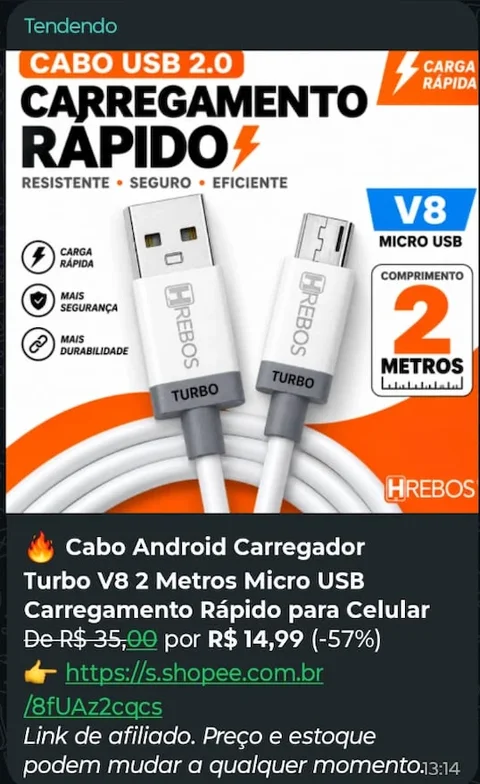 Tendendo
CABO USB 2.0
CARREGAMENTO
RÁPIDO
RESISTENTE • SEGURO • EFICIENTE
CARGA
RÁPIDA
V8
MICRO USB
COMPRIMENTO
2
METROS
CARGA
RÁPIDA
MAIS
SEGURANÇA
MAIS
DURABILIDADE
HREBOS
TURBO
HREBOS
TURBO
HREBOS
🔥 Cabo Android Carregador
Turbo V8 2 Metros Micro USB
Carregamento Rápido para Celular
De R$ 35,00 por R$ 14,99 (-57%)
👉 https://s.shopee.com.br
/8fUAz2cqcs
Link de afiliado. Preço e estoque
podem mudar a qualquer momento.
13:14